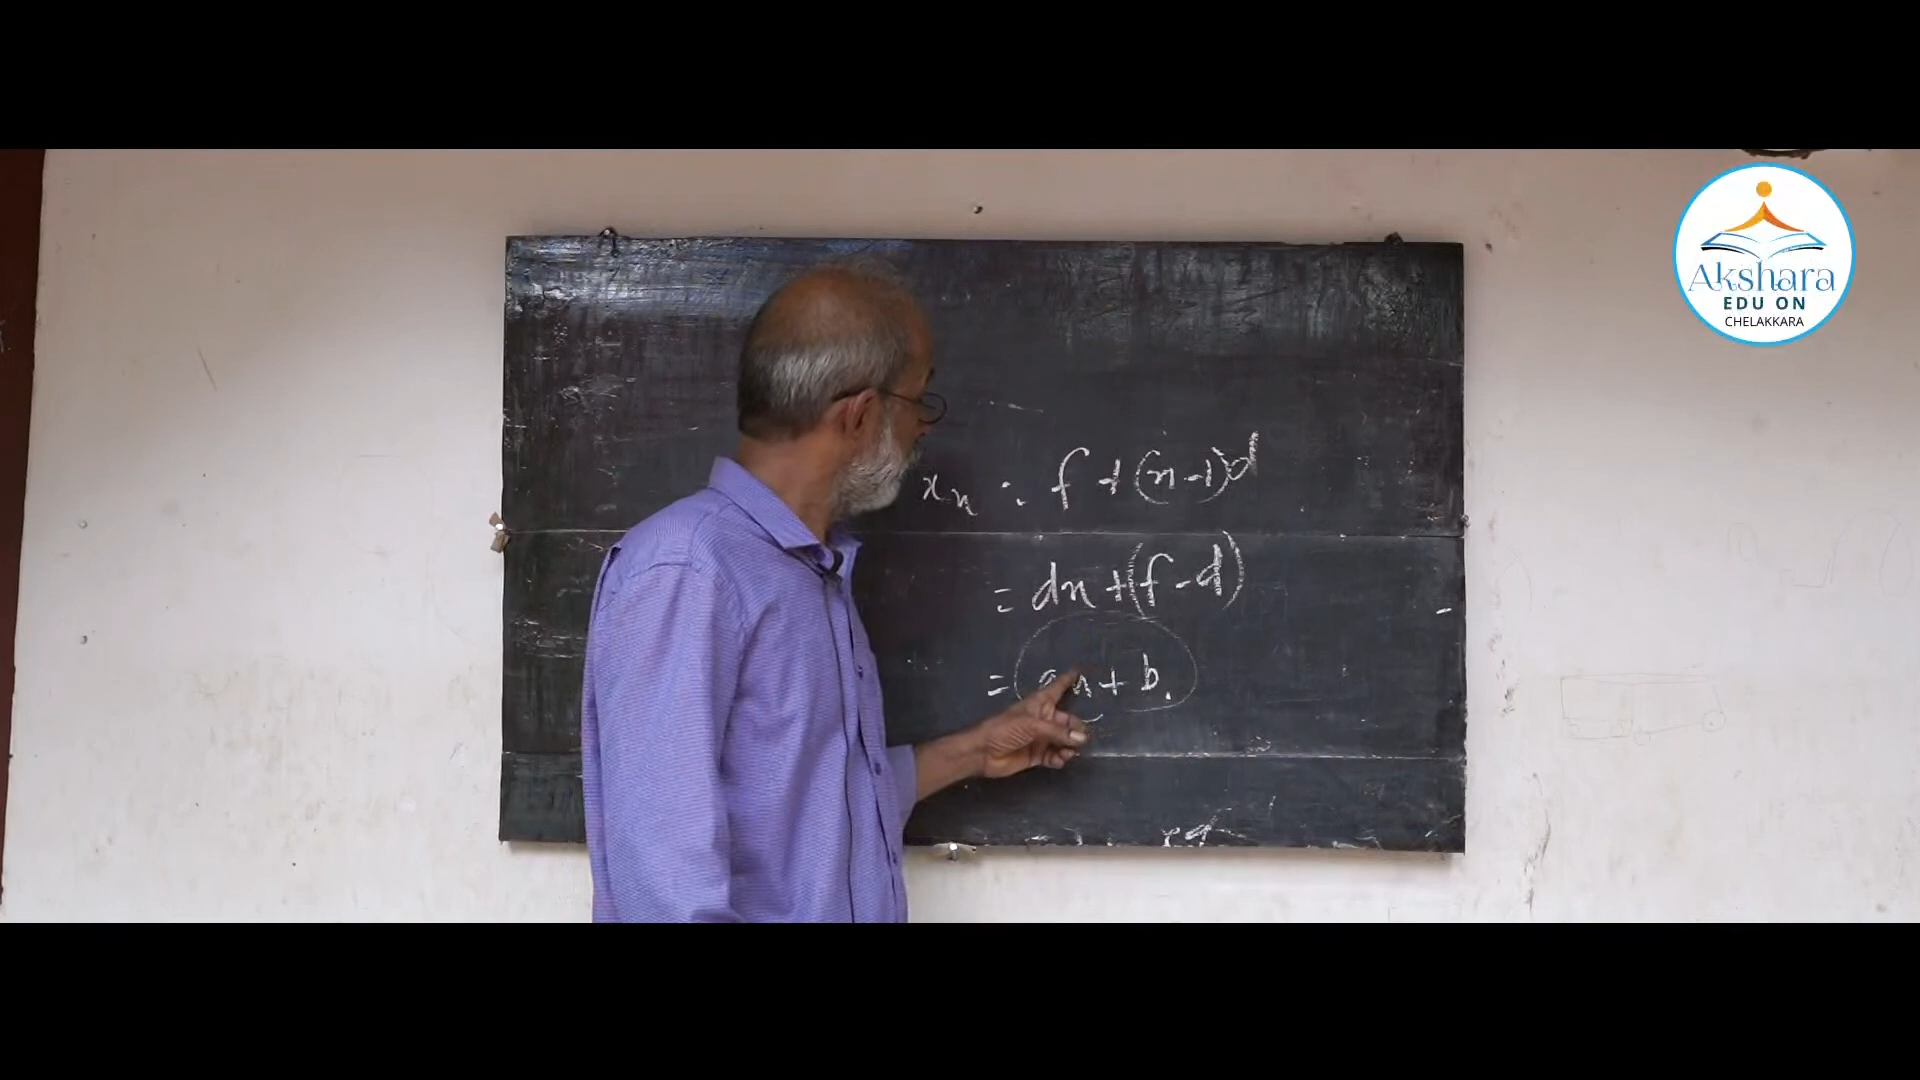 xn : f + (n-1)d
= dn + (f - d)
= an + b.
Akshara
EDU ON
CHELAKKARA